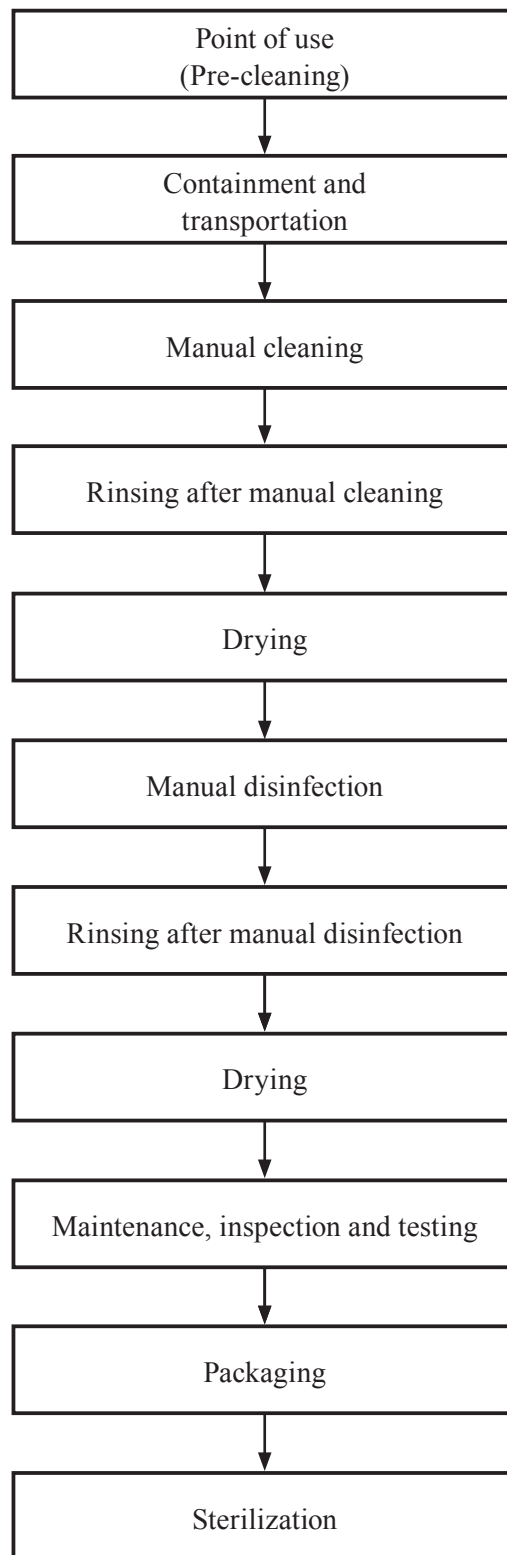 Point of use
(Pre-cleaning)
Containment and
transportation
Manual cleaning
Rinsing after manual cleaning
Drying
Manual disinfection
Rinsing after manual disinfection
Drying
Maintenance, inspection and testing
Packaging
Sterilization